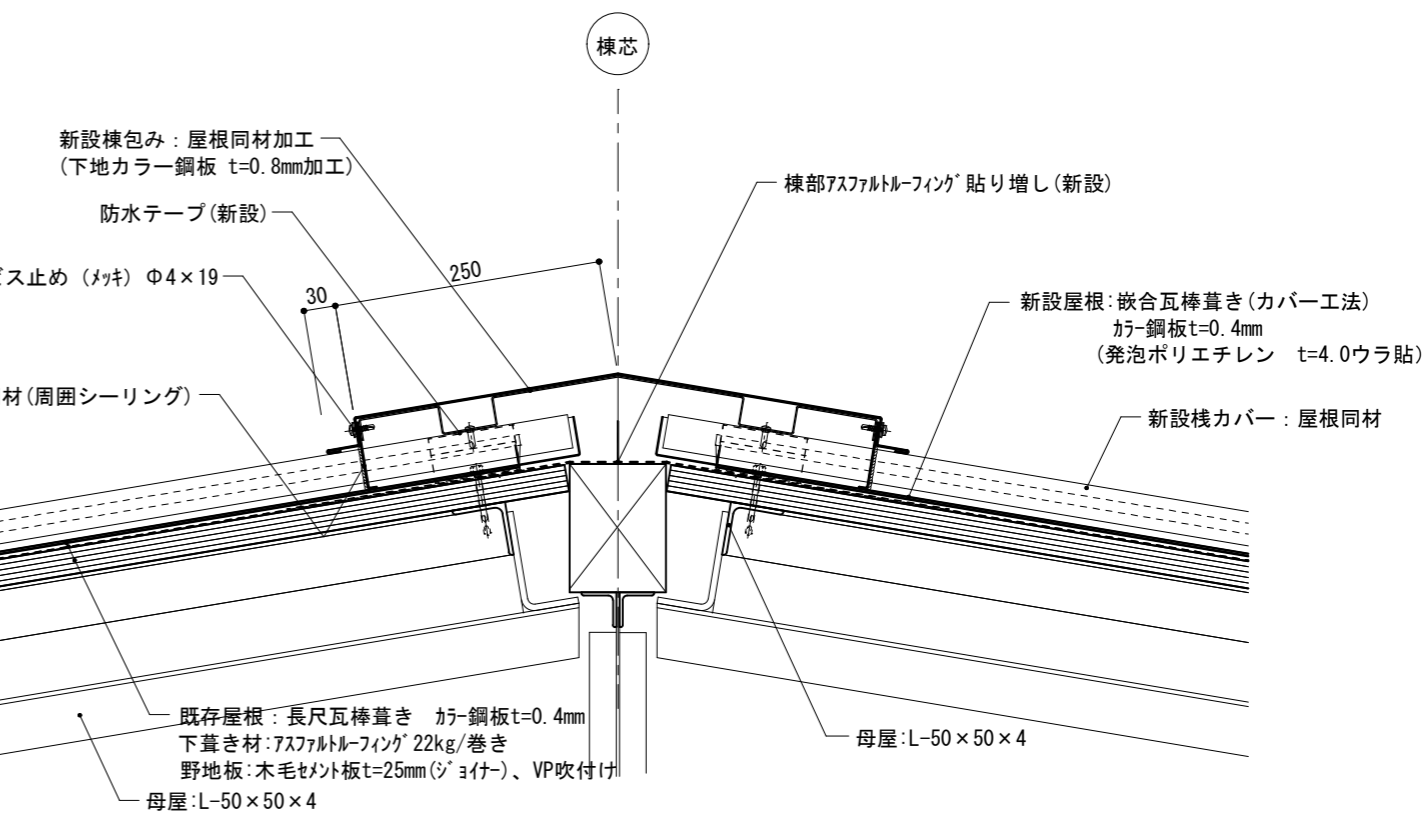 棟芯
新設棟包み：屋根同材加工
(下地カラー鋼板 t=0.8mm加工)
防水テープ(新設)
ビス止め (ﾒｯｷ) Φ4×19
30
250
材(周囲シーリング)
棟部ｱｽﾌｧﾙﾄﾙｰﾌｨﾝｸﾞ貼り増し(新設)
新設屋根:嵌合瓦棒葺き(カバー工法)
ｶﾗｰ鋼板t=0.4mm
(発泡ポリエチレン　t=4.0ウラ貼)
新設桟カバー：屋根同材
既存屋根：長尺瓦棒葺き　ｶﾗｰ鋼板t=0.4mm
下葺き材:ｱｽﾌｧﾙﾄﾙｰﾌｨﾝｸﾞ22kg/巻き
野地板:木毛ｾﾒﾝﾄ板t=25mm(ｼﾞｮｲﾅｰ)、VP吹付け
母屋:L-50×50×4
母屋:L-50×50×4